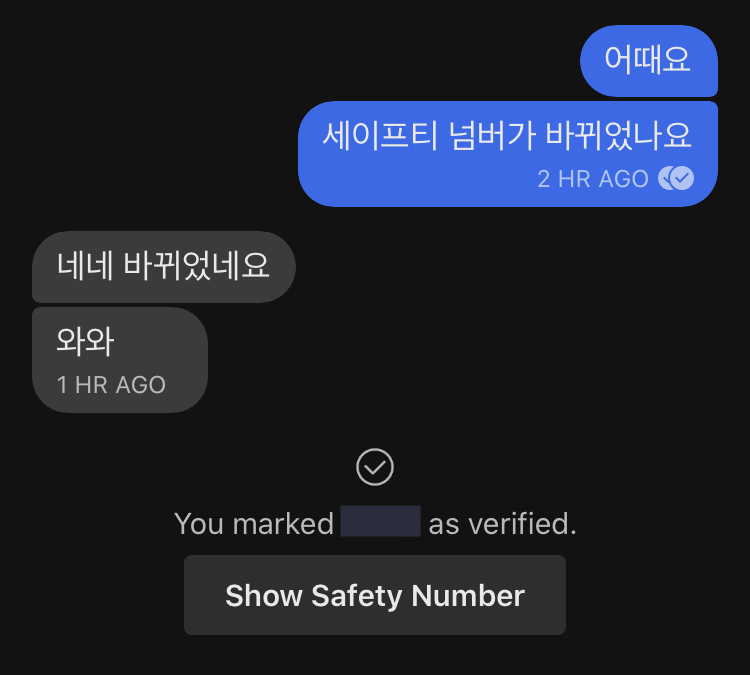 어때요
세이프티 넘버가 바뀌었나요
2 HR AGO
네네 바뀌었네요
와와
1 HR AGO
You marked as verified.
Show Safety Number